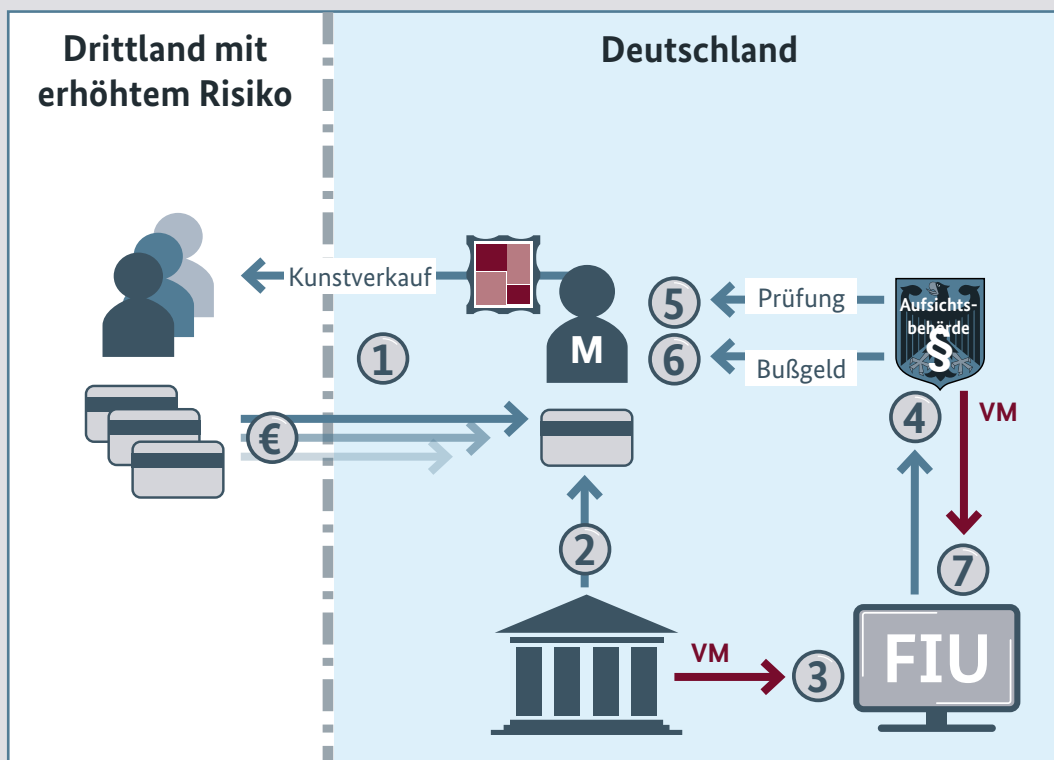 Drittland mit
erhöhtem Risiko
Deutschland
Kunstverkauf
M
5
Prüfung
Aufsichts-
behörde
§
1
6
Bußgeld
€
4
VM
2
7
VM
3
FIU